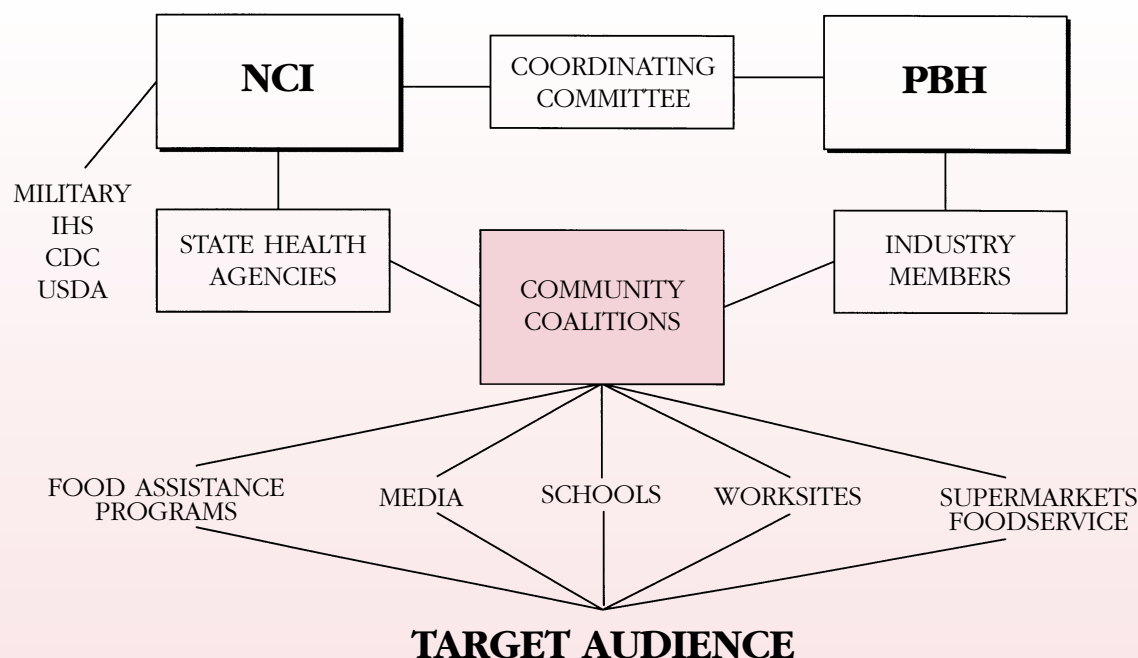 NCI
COORDINATING
COMMITTEE
PBH
MILITARY
IHS
CDC
USDA
STATE HEALTH
AGENCIES
COMMUNITY
COALITIONS
INDUSTRY
MEMBERS
FOOD ASSISTANCE
PROGRAMS
MEDIA
SCHOOLS
WORKSITES
SUPERMARKETS
FOODSERVICE
TARGET AUDIENCE